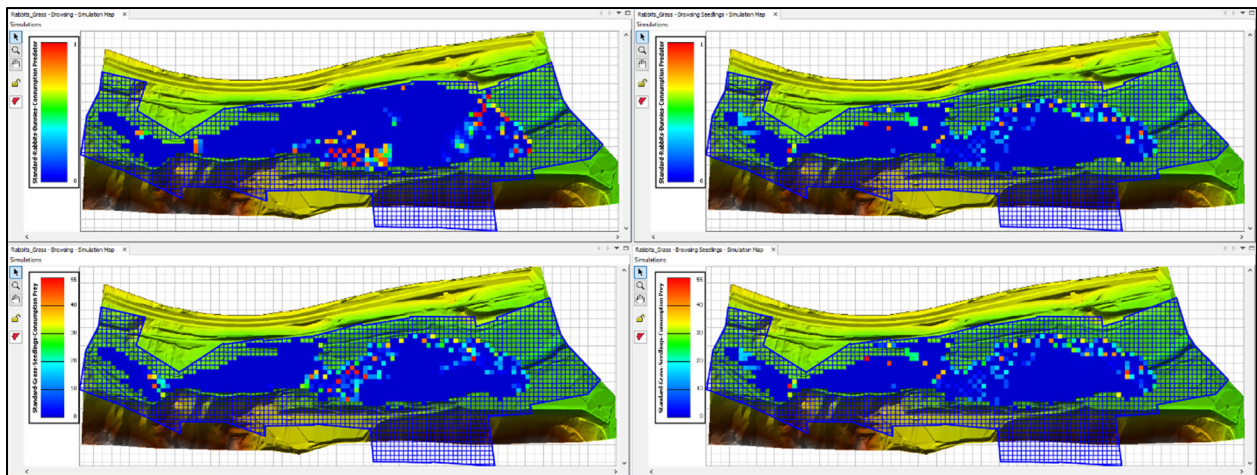 Rabbits_Grass - Browsing - Simulation Map X
Simulations
Standard-Rabbits-Dunnies-Consumption Predator
1
0
Rabbits_Grass - Browsing Seedlings - Simulation Map X
Simulations
Standard-Rabbits-Dunnies-Consumption Predator
1
0
Rabbits_Grass - Browsing - Simulation Map X
Simulations
Standard-Grass-Seedlings-Consumption Prey
55
40
30
20
10
0
Rabbits_Grass - Browsing Seedlings - Simulation Map X
Simulations
Standard-Grass-Seedlings-Consumption Prey
55
40
30
20
10
0